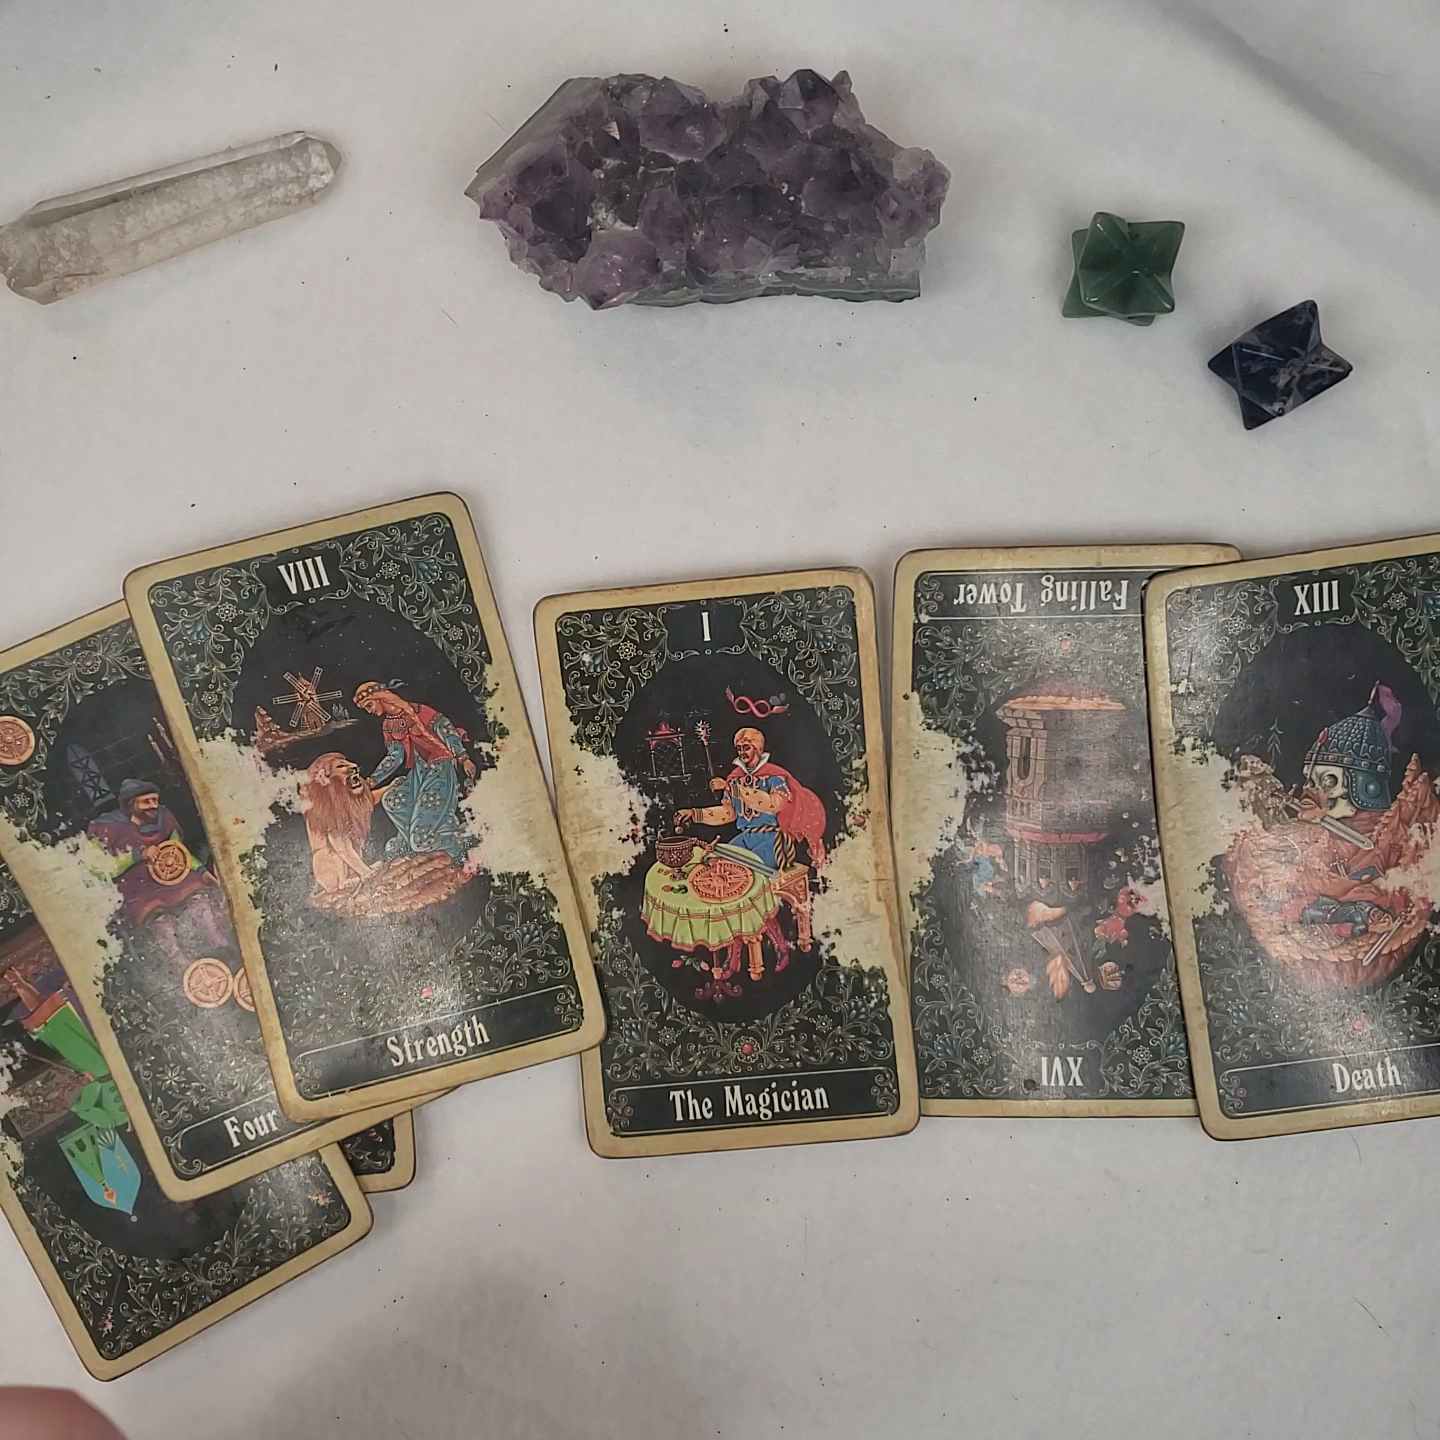 VIII
Strength
Four
I
The Magician
Falling Tower
XVI
XIII
Death